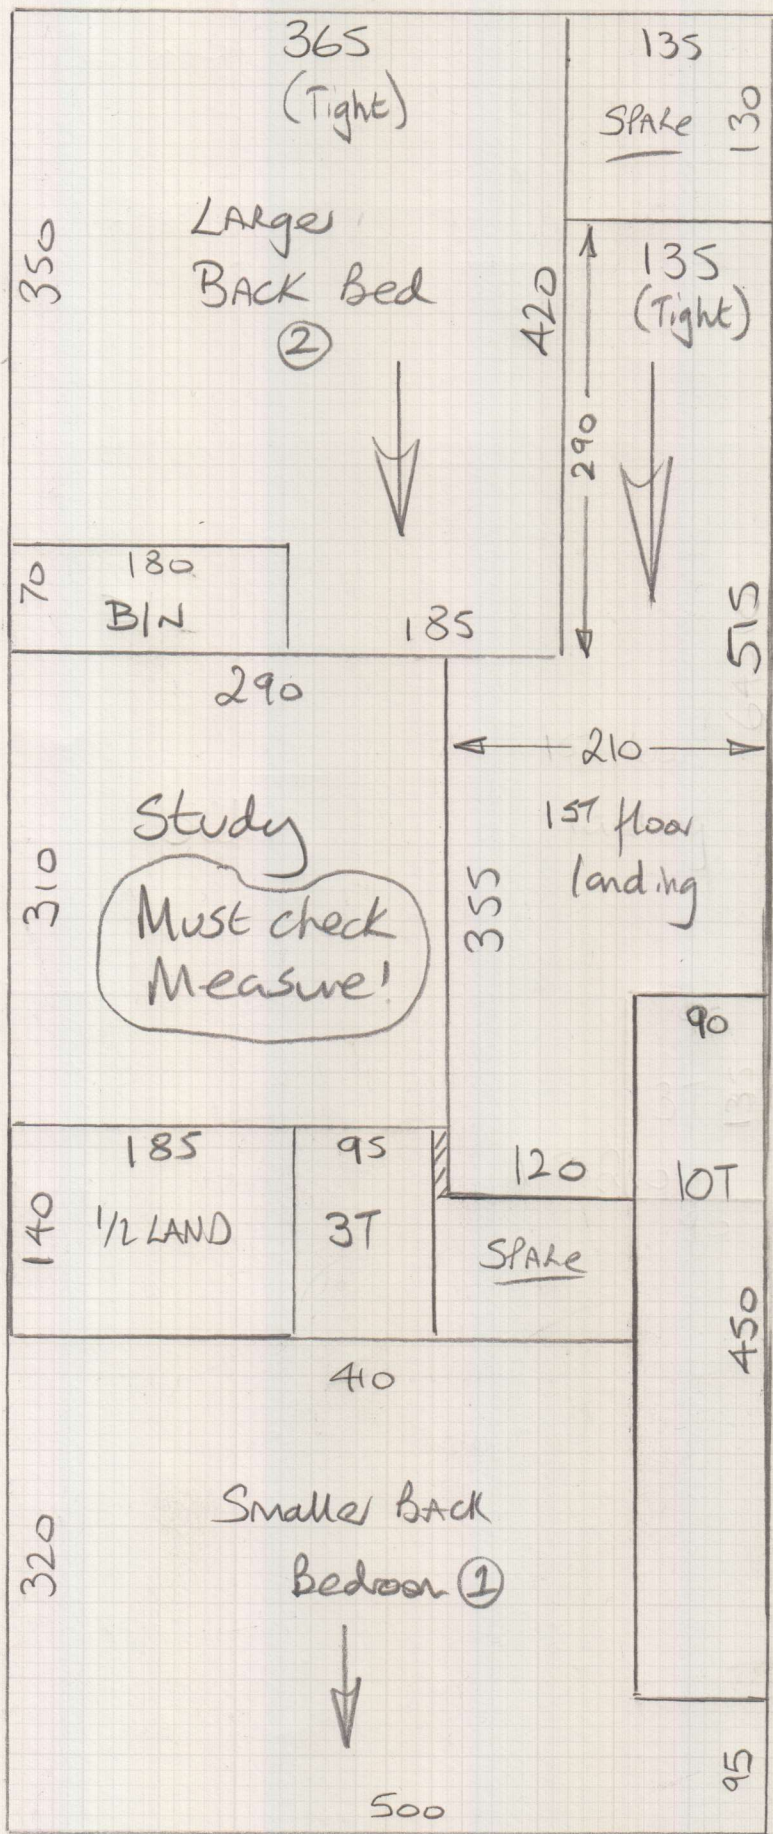 365
(Tight)
135
SPARE
130
LARger
BACK Bed
②
350
420
135
(Tight)
290
70
180
B/N
185
515
290
210
Study
1ST floor
landing
310
Must check
Measure!
355
90
185
95
120
10T
140
1/2 LAND
3T
SPARE
450
410
Smaller BACK
Bedroom ①
320
95
500